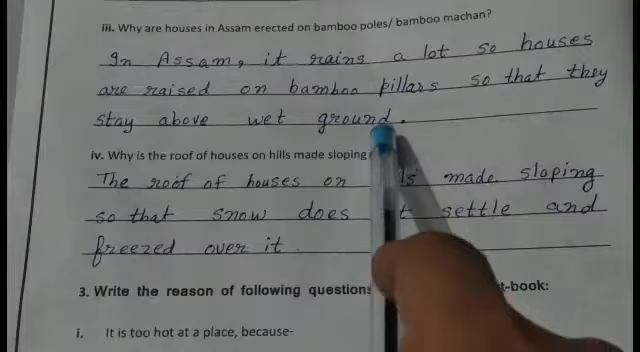 iii. Why are houses in Assam erected on bamboo poles/ bamboo machan?
In Assam, it rains a lot so houses
are raised on bamboo pillars so that they
stay above wet ground.
iv. Why is the roof of houses on hills made sloping
The roof of houses on ls made sloping
so that snow does t settle and
freezed over it.
3. Write the reason of following questions t-book:
i. It is too hot at a place, because-